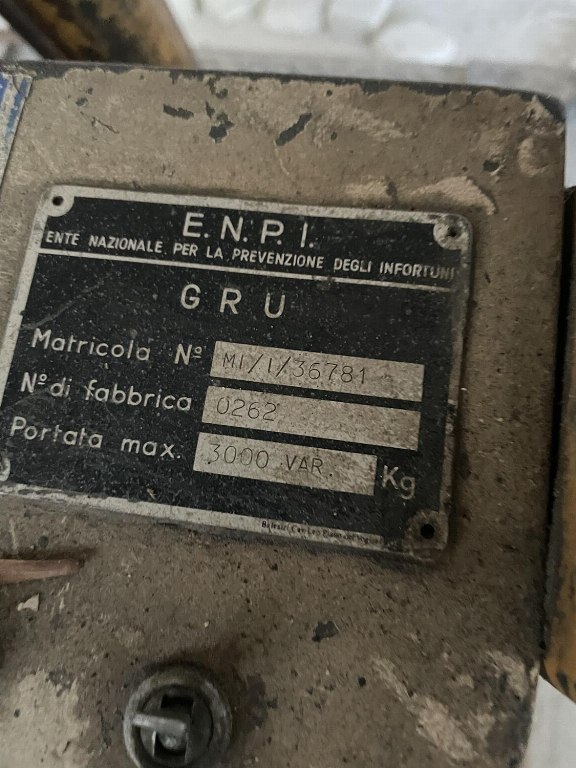 E.N.P.I.
ENTE NAZIONALE PER LA PREVENZIONE DEGLI INFORTUNI
GRU
Matricola Nº MI/1/36781
Nº di fabbrica 0262
Portata max. 3000 VAR. Kg